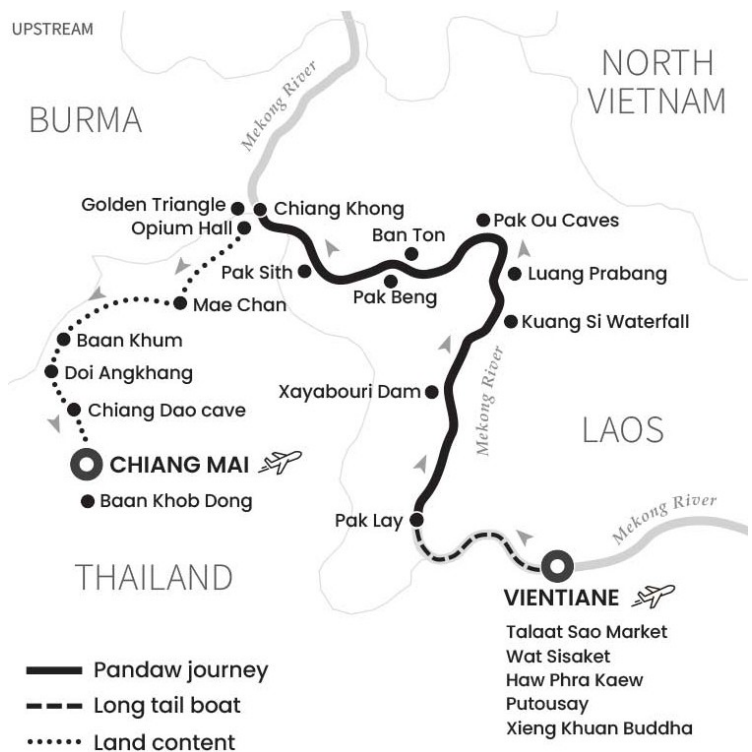 UPSTREAM
BURMA
NORTH
VIETNAM
Mekong River
Golden Triangle
Chiang Khong
Opium Hall
Pak Ou Caves
Ban Ton
Pak Sith
Pak Beng
Luang Prabang
Mae Chan
Kuang Si Waterfall
Baan Khum
Doi Angkhang
Xayabouri Dam
Mekong River
Chiang Dao cave
LAOS
CHIANG MAI
Baan Khob Dong
Pak Lay
Mekong River
THAILAND
VIENTIANE
Talaat Sao Market
Wat Sisaket
Haw Phra Kaew
Putousay
Xieng Khuan Buddha
Pandaw journey
Long tail boat
Land content